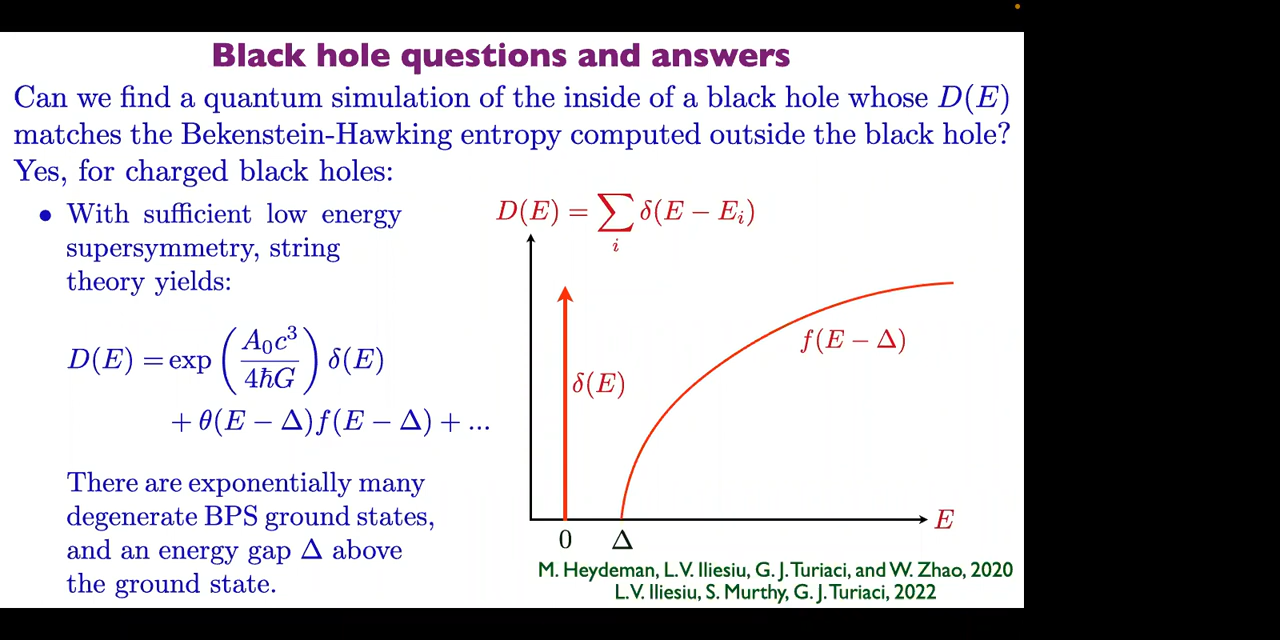 Black hole questions and answers
Can we find a quantum simulation of the inside of a black hole whose D(E)
matches the Bekenstein-Hawking entropy computed outside the black hole?
Yes, for charged black holes:
• With sufficient low energy
supersymmetry, string
theory yields:
D(E) = exp(A₀c³/4ħG) δ(E)
+ θ(E − Δ)f(E − Δ) + ...
There are exponentially many
degenerate BPS ground states,
and an energy gap Δ above
the ground state.
D(E) = ∑ᵢ δ(E − Eᵢ)
f(E − Δ)
δ(E)
E
0 Δ
M. Heydeman, L.V. Iliesiu, G. J. Turiaci, and W. Zhao, 2020
L.V. Iliesiu, S. Murthy, G. J. Turiaci, 2022